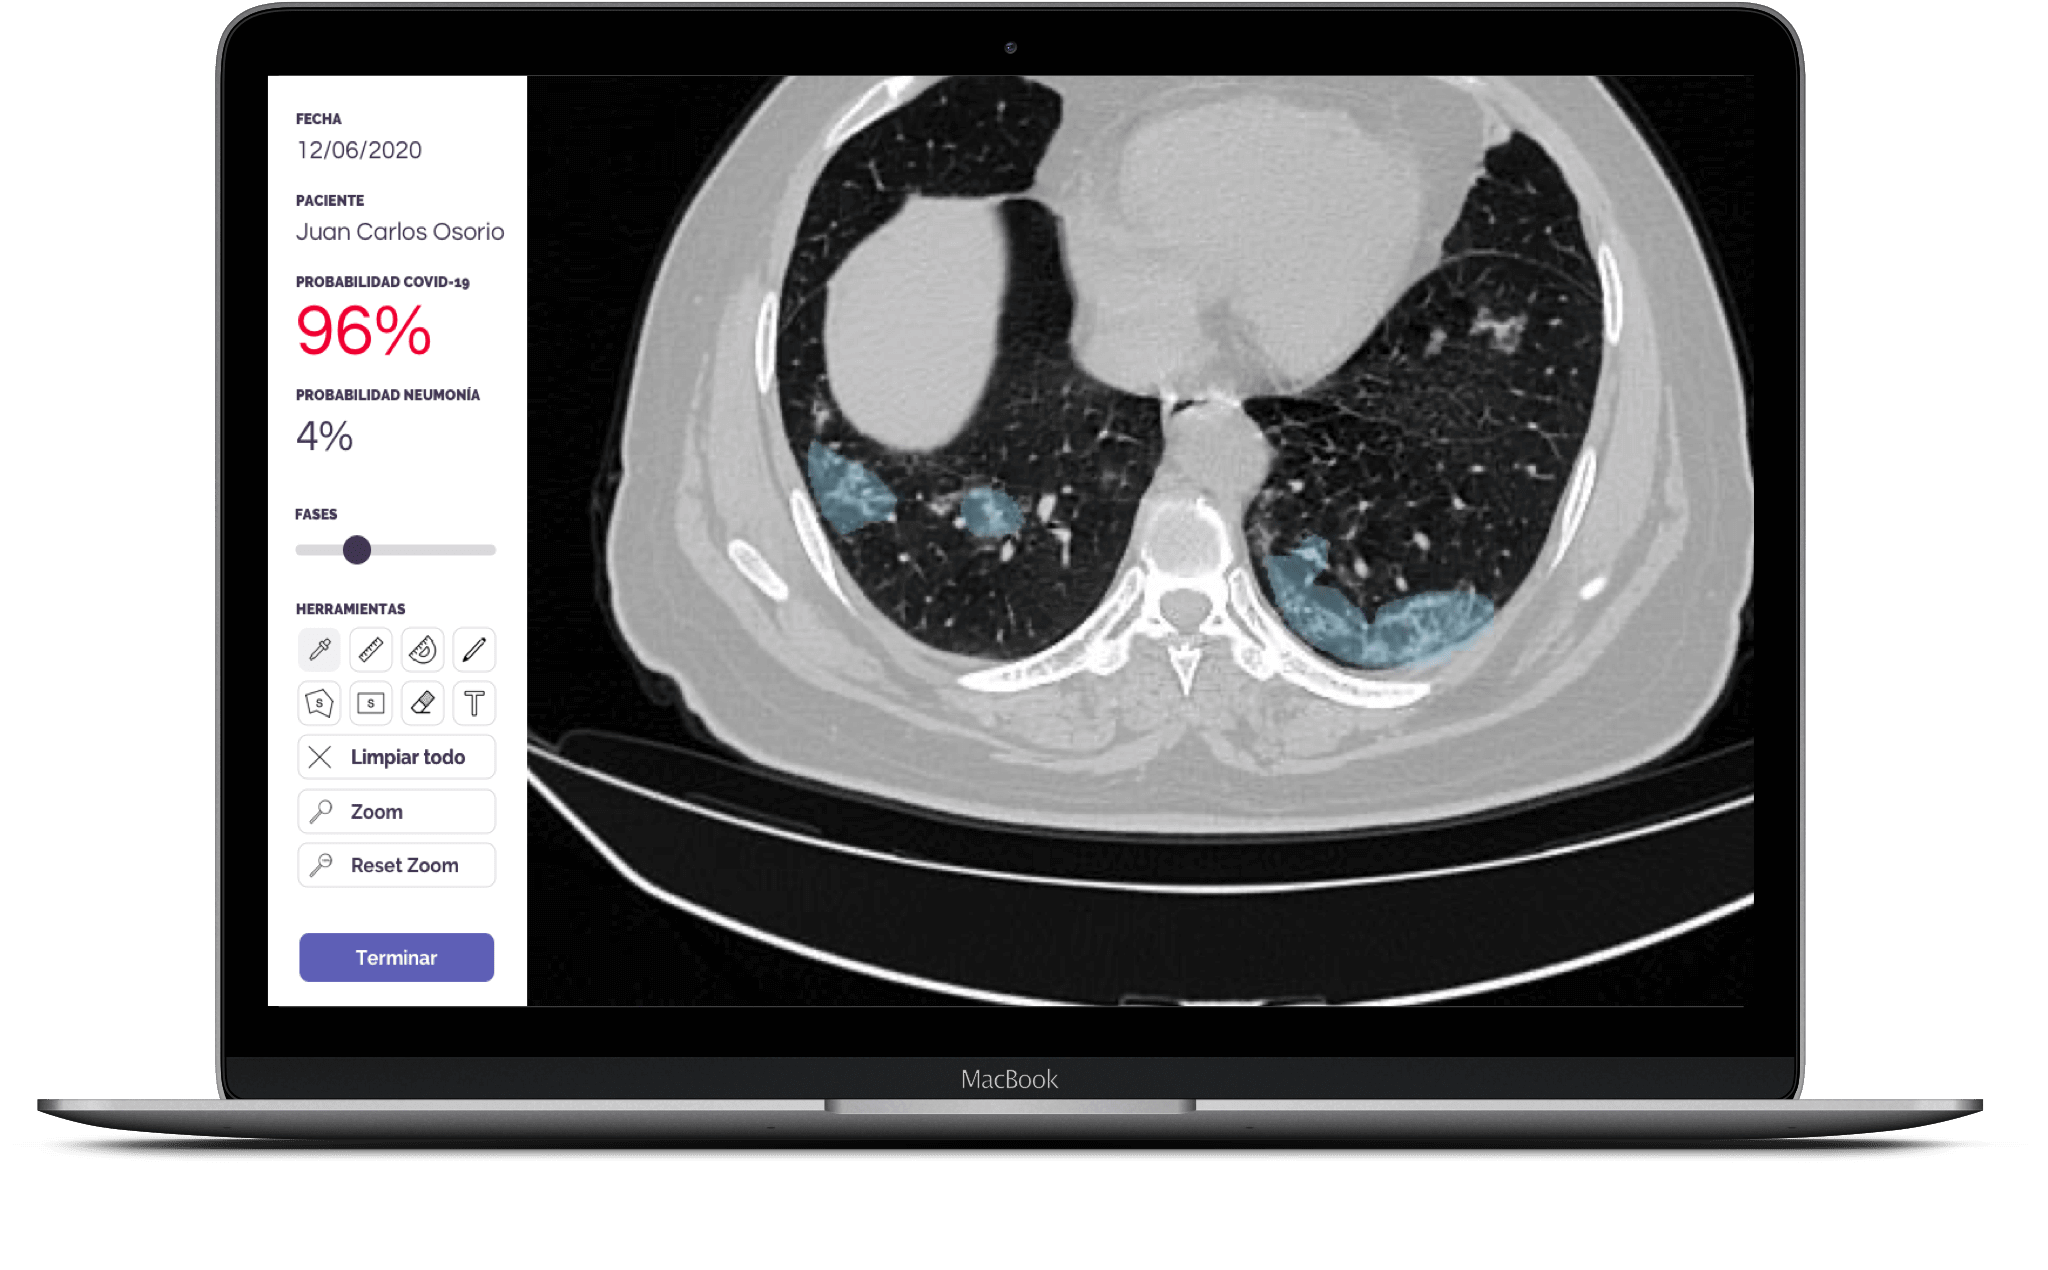 FECHA
12/06/2020
PACIENTE
Juan Carlos Osorio
PROBABILIDAD COVID-19
96%
PROBABILIDAD NEUMONÍA
4%
FASES
HERRAMIENTAS
S
S
T
Limpiar todo
Zoom
Reset Zoom
Terminar
MacBook